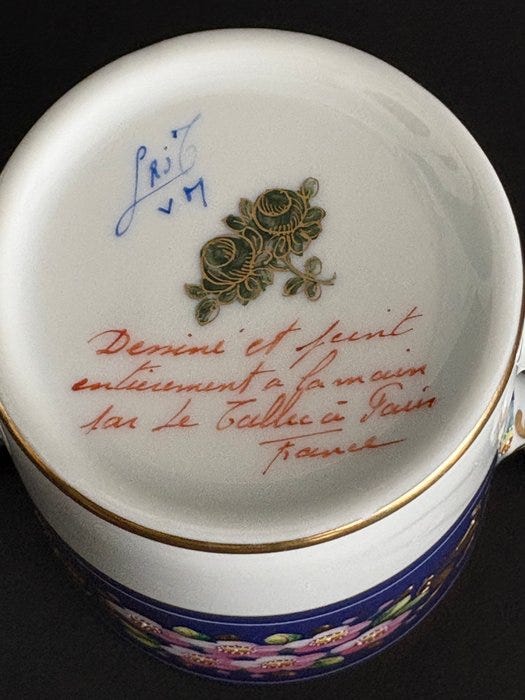 V M
Dessiné et peint
entièrement a la main
par Le Tallec à Paris
France